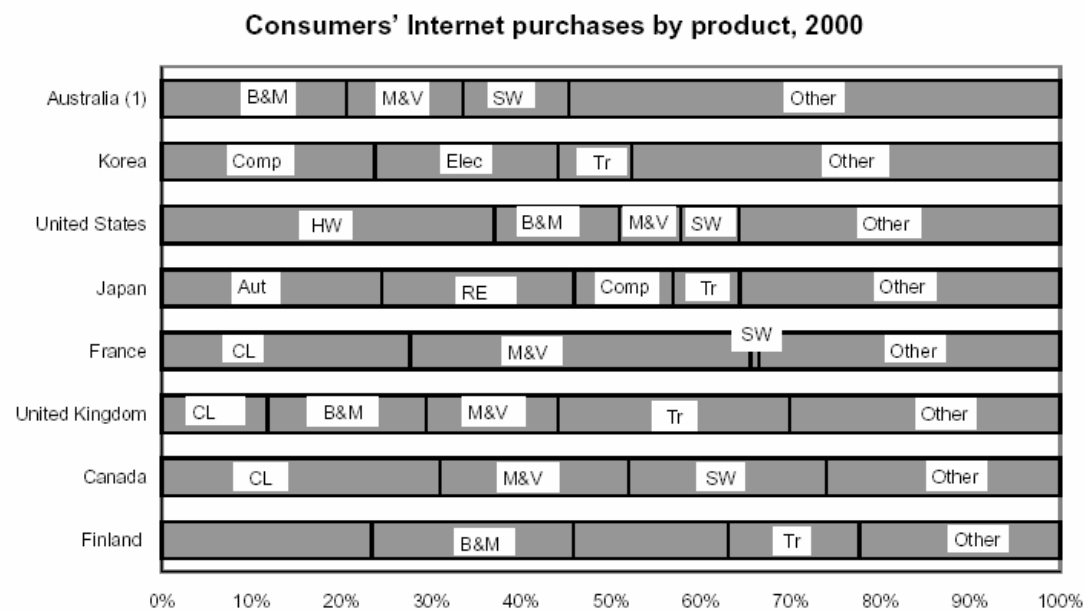 Consumers' Internet purchases by product, 2000
Australia (1) B&M M&V SW Other
Korea Comp Elec Tr Other
United States HW B&M M&V SW Other
Japan Aut RE Comp Tr Other
France CL M&V SW Other
United Kingdom CL B&M M&V Tr Other
Canada CL M&V SW Other
Finland B&M Tr Other
0% 10% 20% 30% 40% 50% 60% 70% 80% 90% 100%